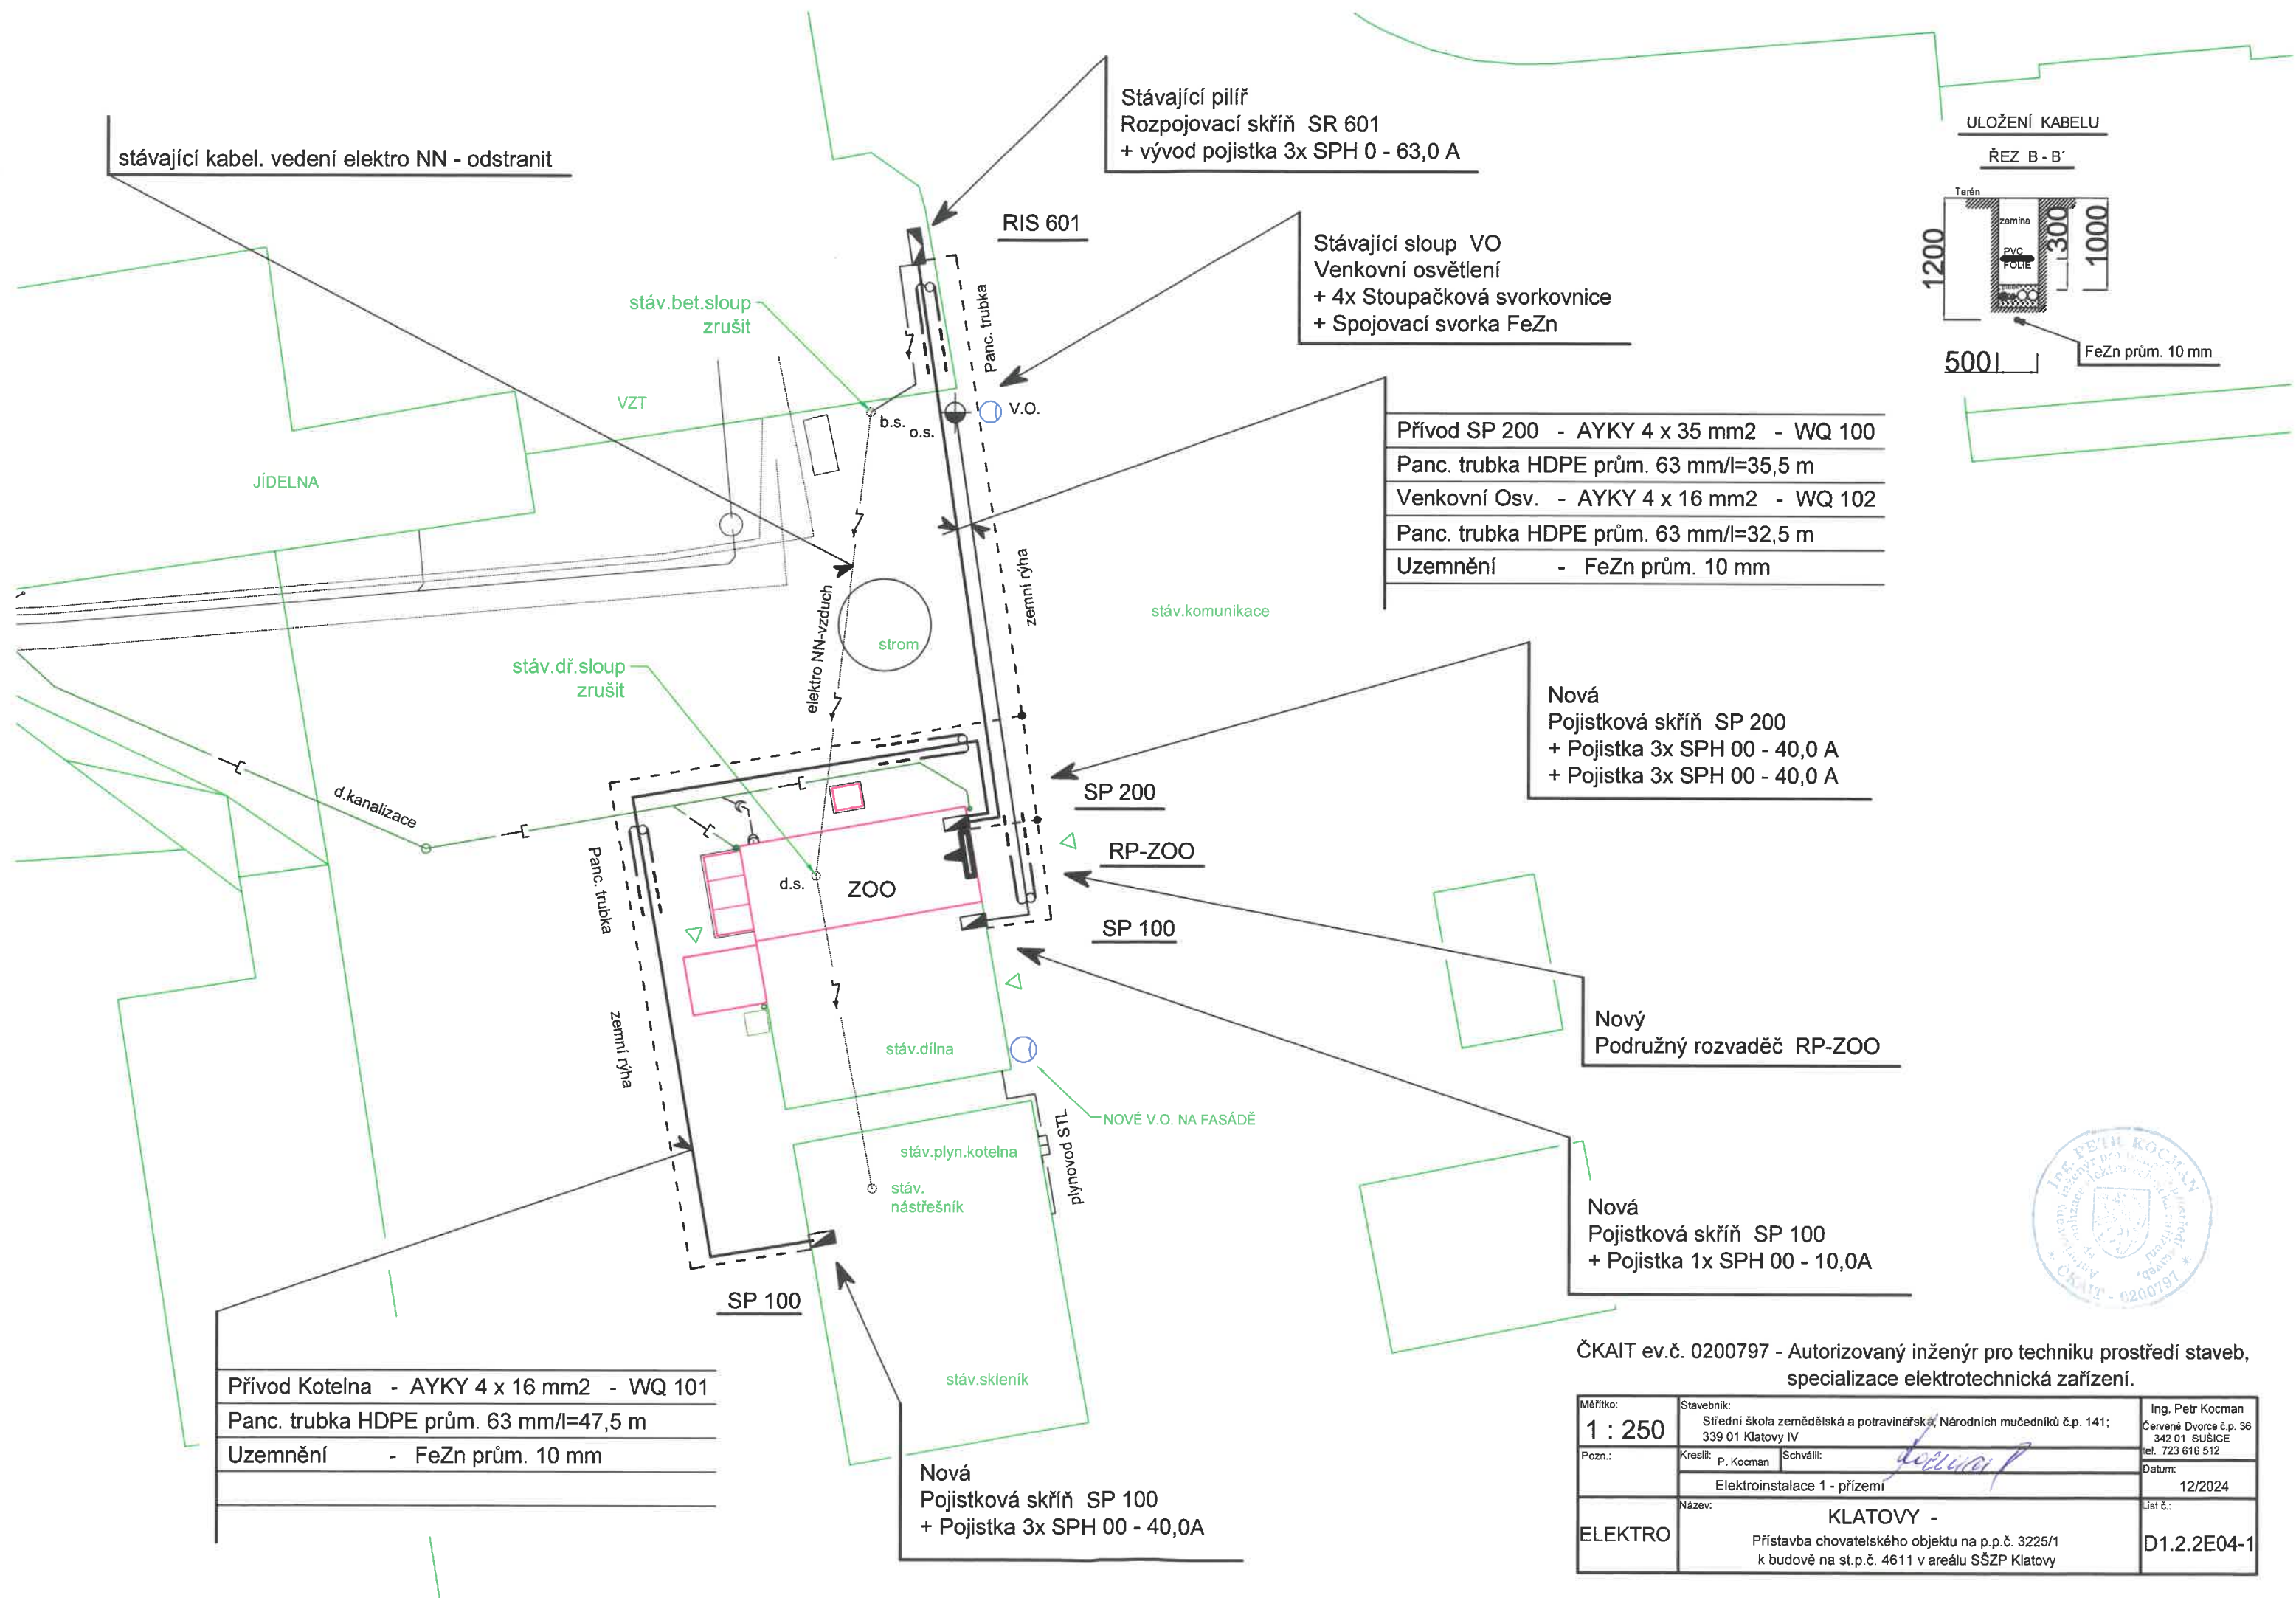 stávající kabel. vedení elektro NN - odstranit
Stávající pilíř
Rozpojovací skříň SR 601
+ vývod pojistka 3x SPH 0 - 63,0 A
RIS 601
Stávající sloup VO
Venkovní osvětlení
+ 4x Stoupačková svorkovnice
+ Spojovací svorka FeZn
ULOŽENÍ KABELU
ŘEZ B - B´
Terén
zemina
PVC
FOLIE
1200
300
1000
500
FeZn prům. 10 mm
stáv.bet.sloup
zrušit
Panc. trubka
VZT
b.s.
o.s.
V.O.
JÍDELNA
Přívod SP 200 - AYKY 4 x 35 mm2 - WQ 100
Panc. trubka HDPE prům. 63 mm/l=35,5 m
Venkovní Osv. - AYKY 4 x 16 mm2 - WQ 102
Panc. trubka HDPE prům. 63 mm/l=32,5 m
Uzemnění - FeZn prům. 10 mm
elektro NN-vzduch
zemní rýha
strom
stáv.komunikace
stáv.dř.sloup
zrušit
Nová
Pojistková skříň SP 200
+ Pojistka 3x SPH 00 - 40,0 A
+ Pojistka 3x SPH 00 - 40,0 A
d.kanalizace
SP 200
RP-ZOO
SP 100
d.s.
ZOO
Panc. trubka
zemní rýha
Nový
Podružný rozvaděč RP-ZOO
stáv.dílna
NOVÉ V.O. NA FASÁDĚ
plynovod STL
stáv.plyn.kotelna
stáv.
nástřešník
Nová
Pojistková skříň SP 100
+ Pojistka 1x SPH 00 - 10,0A
SP 100
stáv.skleník
Přívod Kotelna - AYKY 4 x 16 mm2 - WQ 101
Panc. trubka HDPE prům. 63 mm/l=47,5 m
Uzemnění - FeZn prům. 10 mm
Nová
Pojistková skříň SP 100
+ Pojistka 3x SPH 00 - 40,0A
Ing. PETR KOCMAN
ČKAIT - 0200797
ČKAIT ev.č. 0200797 - Autorizovaný inženýr pro techniku prostředí staveb,
specializace elektrotechnická zařízení.
Měřítko:
1 : 250
Stavebník:
Střední škola zemědělská a potravinářská, Národních mučedníků č.p. 141;
339 01 Klatovy IV
Ing. Petr Kocman
Červené Dvorce č.p. 36
342 01 SUŠICE
tel. 723 616 512
Pozn.:
Kreslil: P. Kocman
Schválil:
Elektroinstalace 1 - přízemí
Datum:
12/2024
ELEKTRO
Název:
KLATOVY -
Přístavba chovatelského objektu na p.p.č. 3225/1
k budově na st.p.č. 4611 v areálu SŠZP Klatovy
List č.:
D1.2.2E04-1